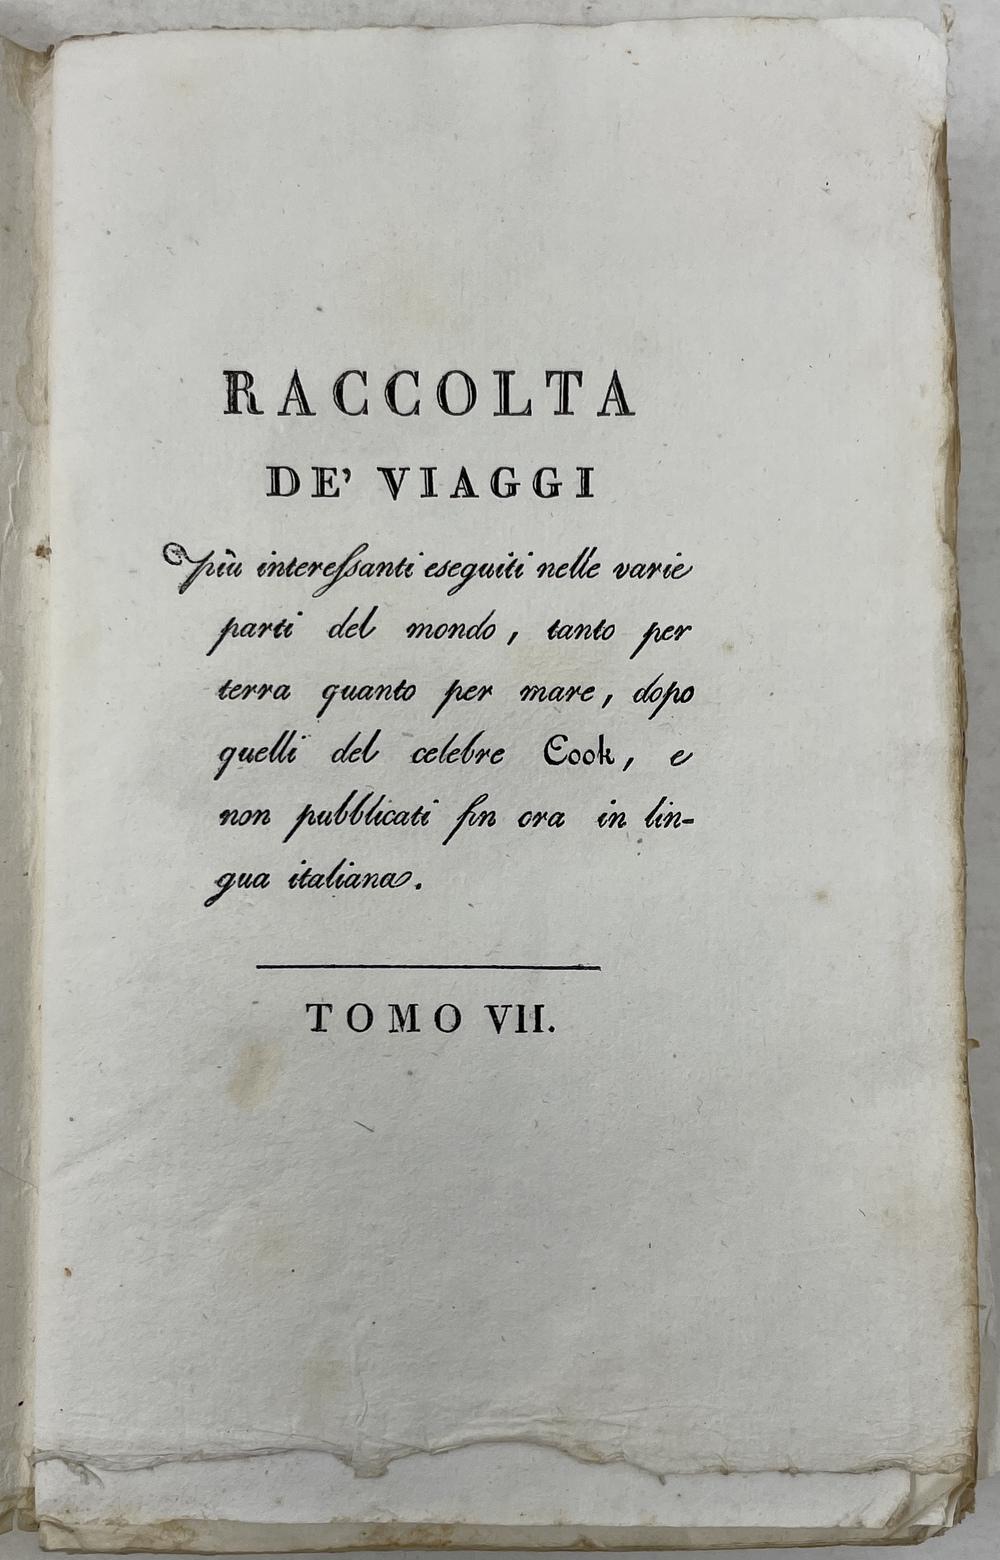 RACCOLTA
DE' VIAGGI
più intereſsanti eseguiti nelle varie
parti del mondo, tanto per
terra quanto per mare, dopo
quelli del celebre Cook, e
non pubblicati fin ora in lin-
gua italiana.
TOMO VII.